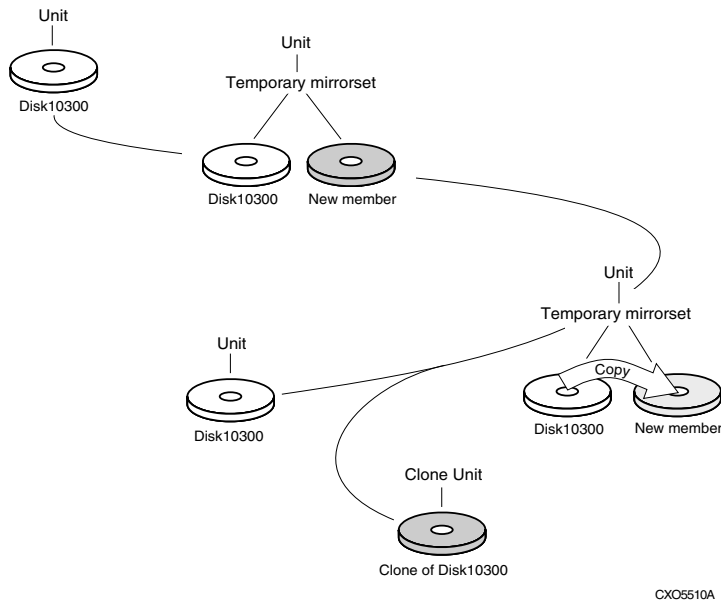 Unit
Disk10300
Unit
Temporary mirrorset
Disk10300
New member
Unit
Temporary mirrorset
Copy
Disk10300
New member
Unit
Disk10300
Clone Unit
Clone of Disk10300
CXO5510A